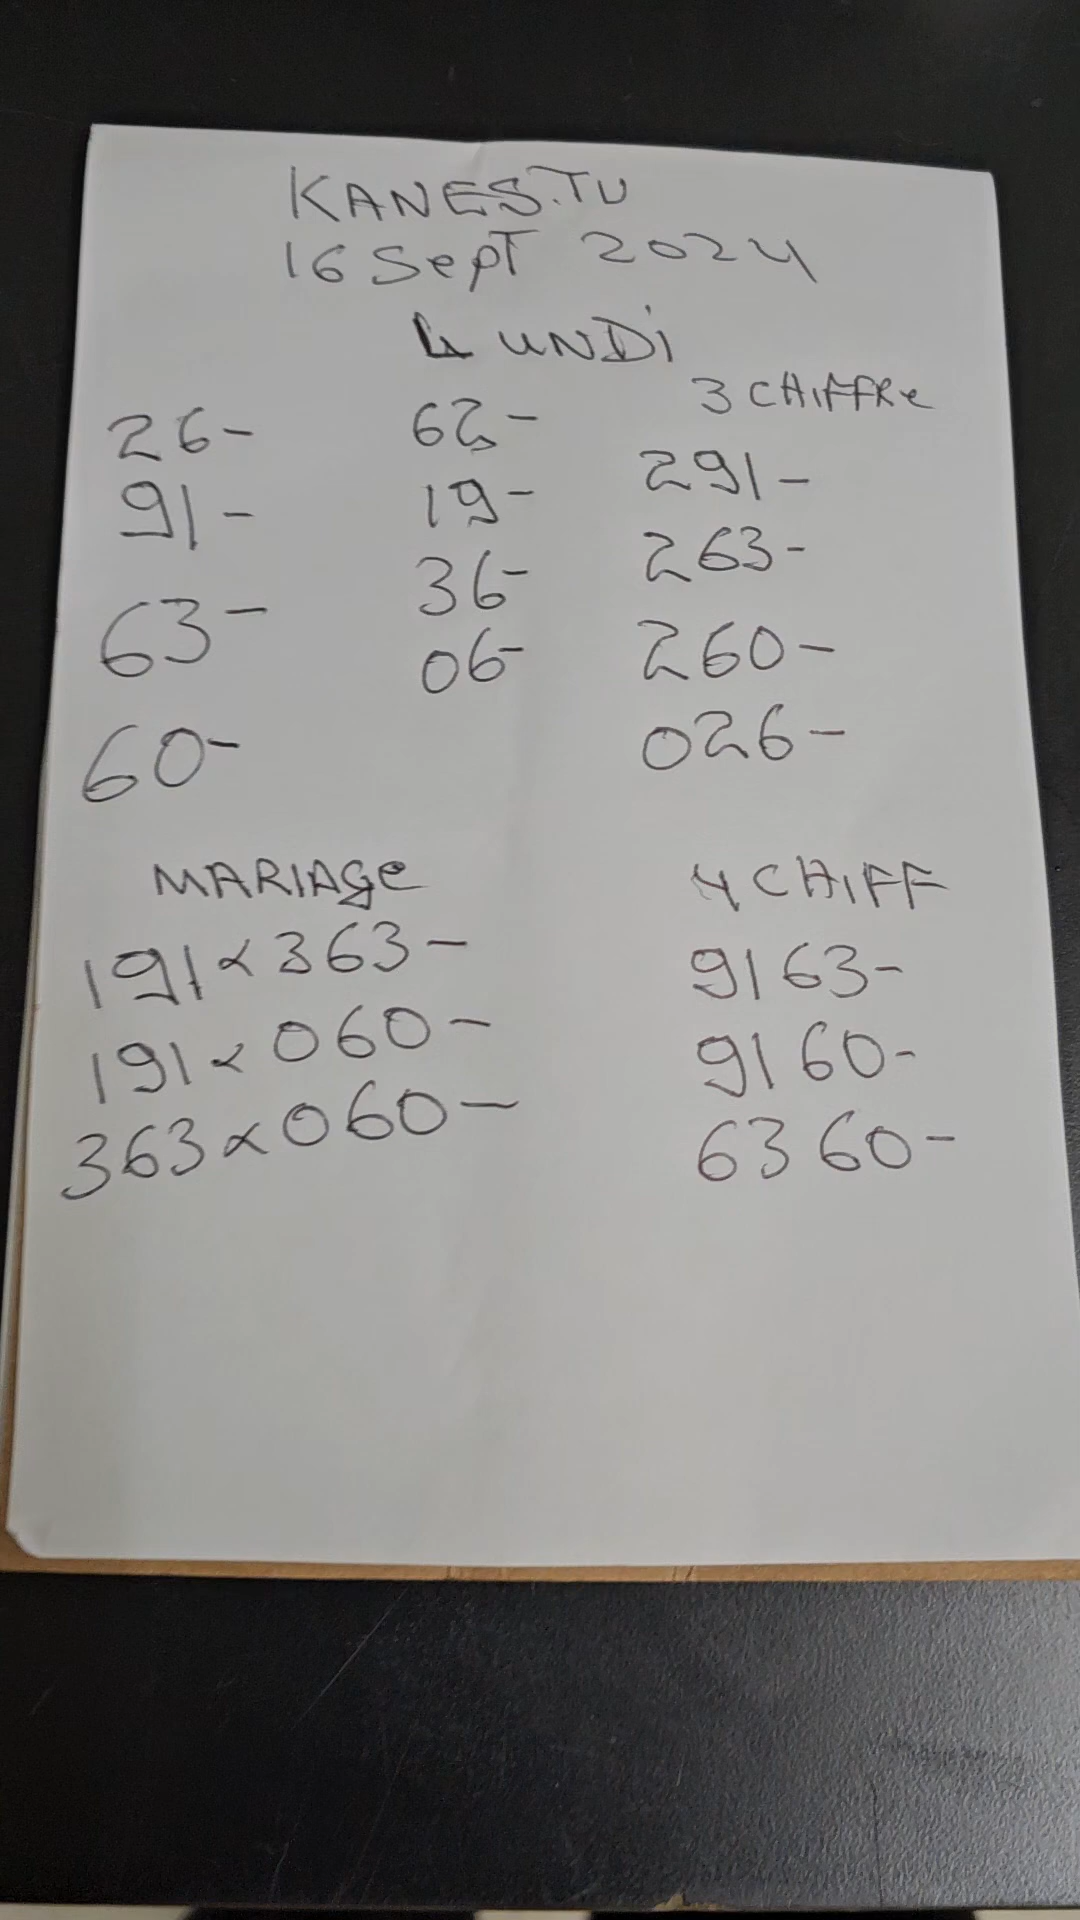 KANES.TU
16 Sept 2024
LUNDi
26-
91-
63-
60-
62-
19-
36-
06-
3 CHiFFRe
291-
263-
260-
026-
MARIAge
191x363-
191x060-
363x060-
4 CHiFF
9163-
9160-
6360-